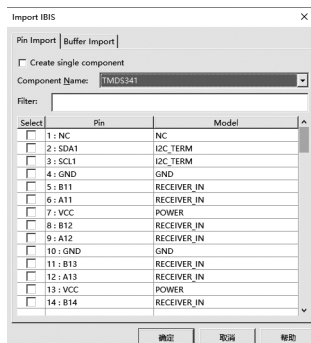 Import IBIS
Pin Import Buffer Import
Create single component
Component Name: TMDS341
Filter:
Select Pin Model
1 : NC NC
2 : SDA1 I2C_TERM
3 : SCL1 I2C_TERM
4 : GND GND
5 : B11 RECEIVER_IN
6 : A11 RECEIVER_IN
7 : VCC POWER
8 : B12 RECEIVER_IN
9 : A12 RECEIVER_IN
10 : GND GND
11 : B13 RECEIVER_IN
12 : A13 RECEIVER_IN
13 : VCC POWER
14 : B14 RECEIVER_IN
确定 取消 帮助